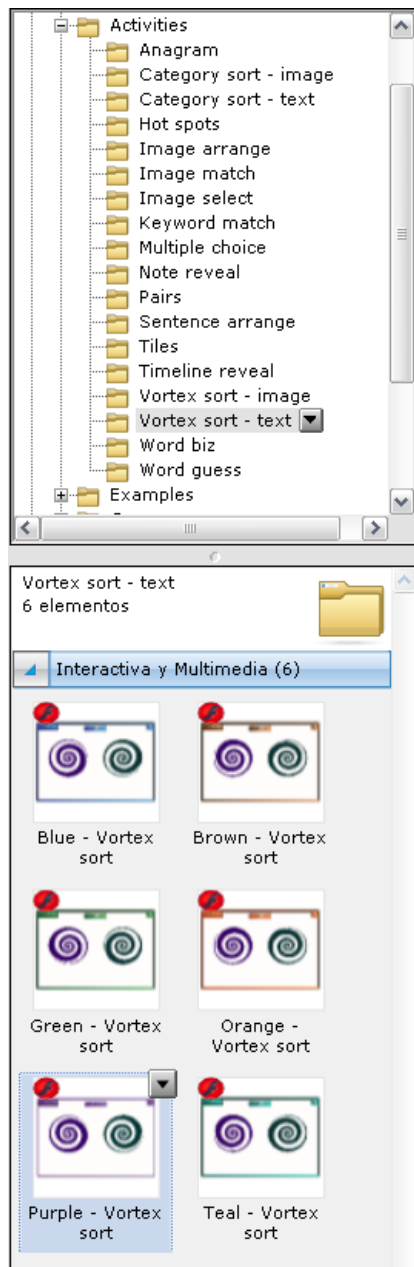 Activities
Anagram
Category sort - image
Category sort - text
Hot spots
Image arrange
Image match
Image select
Keyword match
Multiple choice
Note reveal
Pairs
Sentence arrange
Tiles
Timeline reveal
Vortex sort - image
Vortex sort - text
Word biz
Word guess
Examples
Vortex sort - text
6 elementos
Interactiva y Multimedia (6)
Blue - Vortex
sort
Brown - Vortex
sort
Green - Vortex
sort
Orange -
Vortex sort
Purple - Vortex
sort
Teal - Vortex
sort